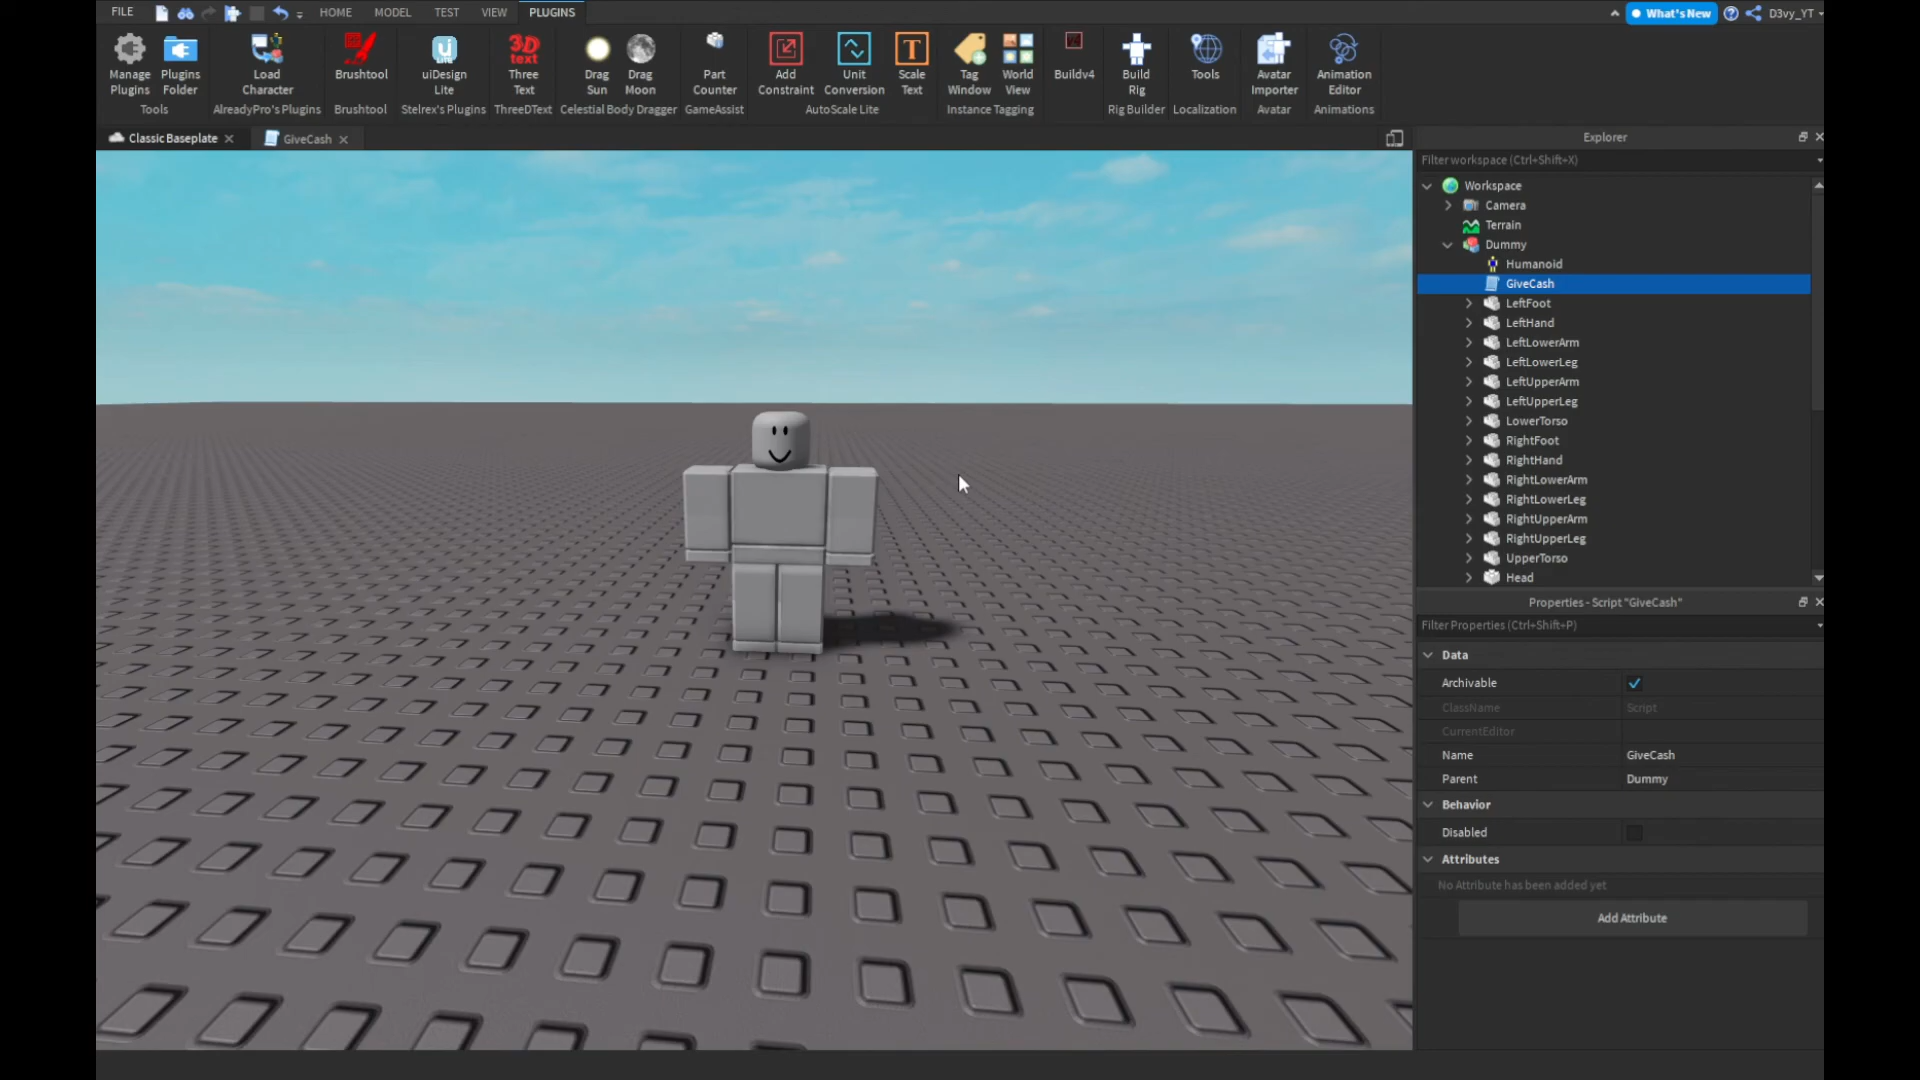 FILE HOME MODEL TEST VIEW PLUGINS What's New D3vy_YT
Manage Plugins
Plugins Folder
Tools
Load Character
AlreadyPro's Plugins
Brushtool
Brushtool
ui
Lite
uiDesign Lite
Stelrex's Plugins
3D
text
Three Text
ThreeDText
Drag Sun
Drag Moon
Celestial Body Dragger
Part Counter
GameAssist
Add Constraint
Unit Conversion
T
Scale Text
AutoScale Lite
Tag Window
World View
Instance Tagging
Buildv4
Build Rig
Rig Builder
Tools
Localization
Avatar Importer
Avatar
Animation Editor
Animations
Classic Baseplate
GiveCash
Explorer
Filter workspace (Ctrl+Shift+X)
Workspace
Camera
Terrain
Dummy
Humanoid
GiveCash
LeftFoot
LeftHand
LeftLowerArm
LeftLowerLeg
LeftUpperArm
LeftUpperLeg
LowerTorso
RightFoot
RightHand
RightLowerArm
RightLowerLeg
RightUpperArm
RightUpperLeg
UpperTorso
Head
Properties - Script "GiveCash"
Filter Properties (Ctrl+Shift+P)
Data
Archivable
ClassName Script
CurrentEditor
Name GiveCash
Parent Dummy
Behavior
Disabled
Attributes
No Attribute has been added yet
Add Attribute